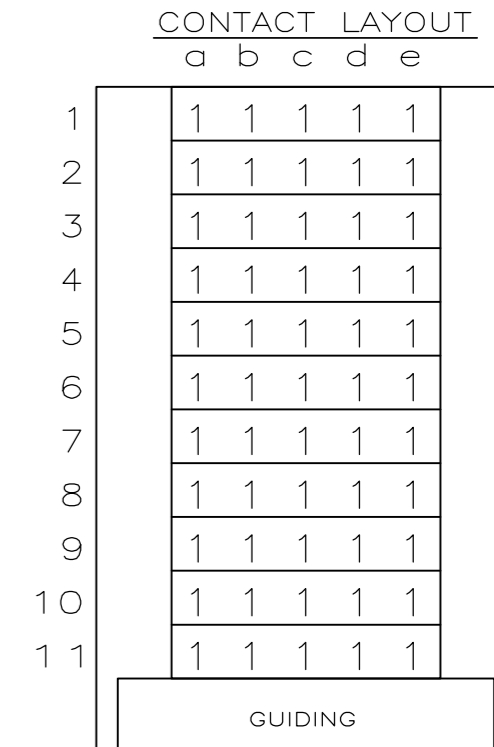 CONTACT LAYOUT
a b c d e
1 1 1 1 1 1
2 1 1 1 1 1
3 1 1 1 1 1
4 1 1 1 1 1
5 1 1 1 1 1
6 1 1 1 1 1
7 1 1 1 1 1
8 1 1 1 1 1
9 1 1 1 1 1
10 1 1 1 1 1
11 1 1 1 1 1
GUIDING